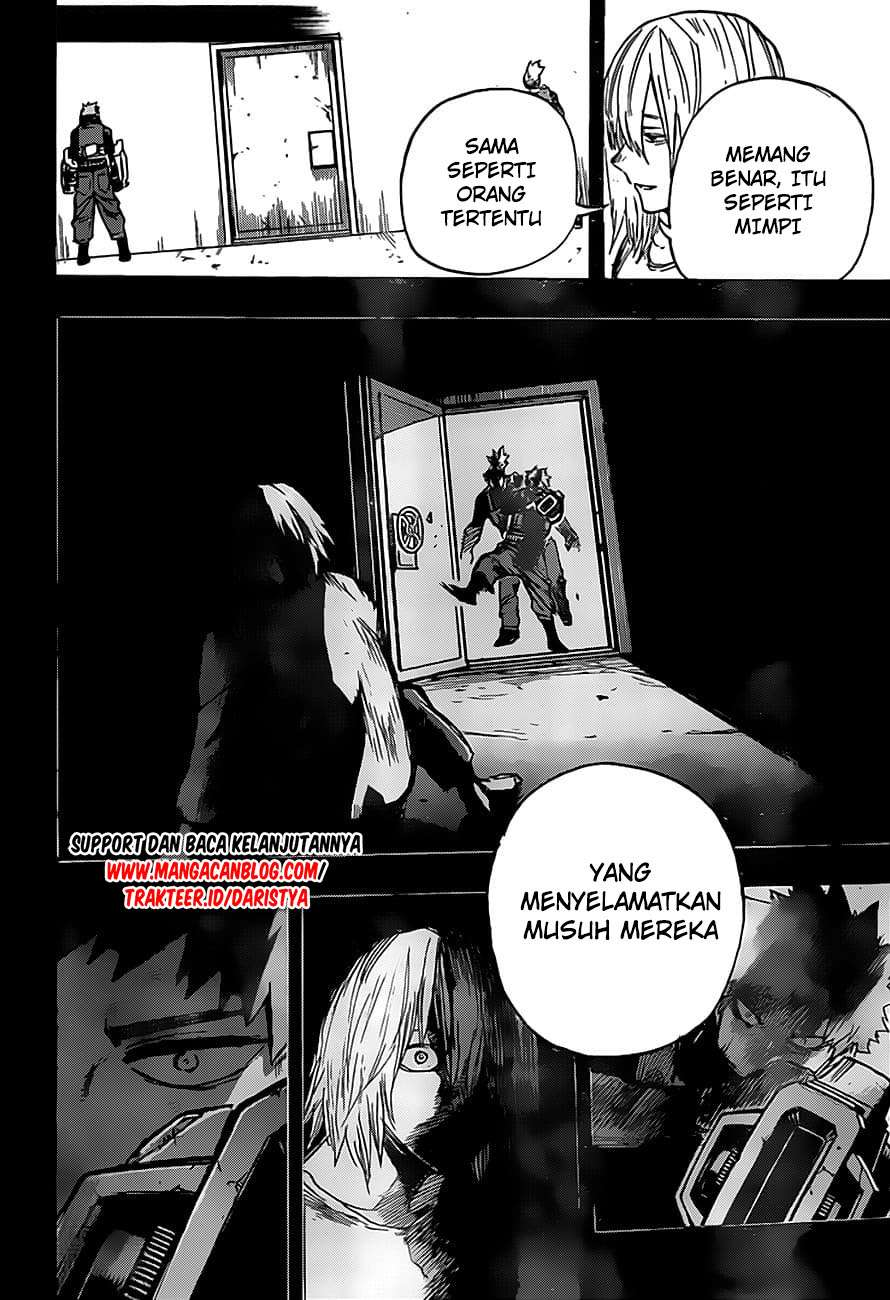 MEMANG
BENAR, ITU
SEPERTI
MIMPI
SAMA
SEPERTI
ORANG
TERTENTU
YANG
MENYELAMATKAN
MUSUH MEREKA
SUPPORT DAN BACA KELANJUTANNYA
WWW.MANGACANBLOG.COM/
TRAKTEER.ID/DARISTYA